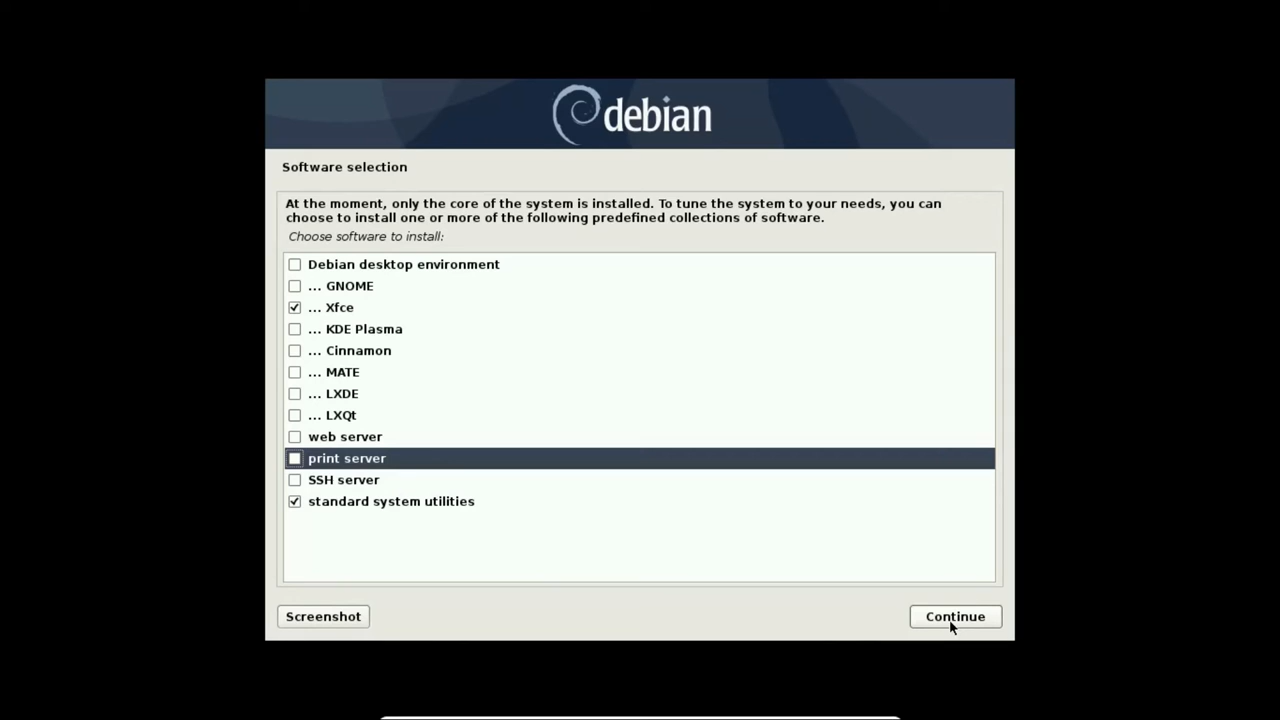 debian
Software selection
At the moment, only the core of the system is installed. To tune the system to your needs, you can
choose to install one or more of the following predefined collections of software.
Choose software to install:
Debian desktop environment
... GNOME
... Xfce
... KDE Plasma
... Cinnamon
... MATE
... LXDE
... LXQt
web server
print server
SSH server
standard system utilities
Screenshot
Continue